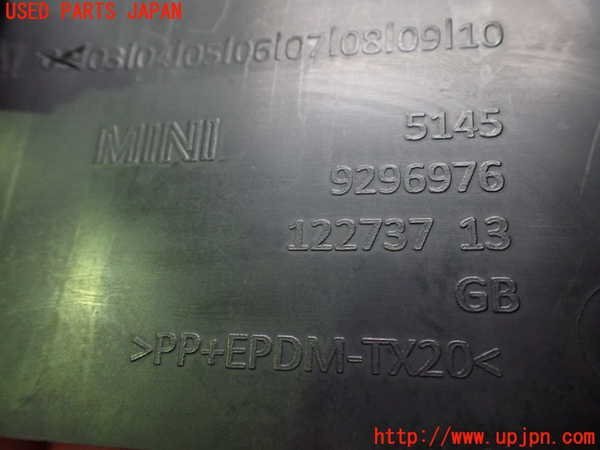 USED PARTS JAPAN
03|04|05|06|07|08|09|10
MINI
5145
9296976
122737 13
GB
>PP+EPDM-TX20<
http://www.upjpn.com